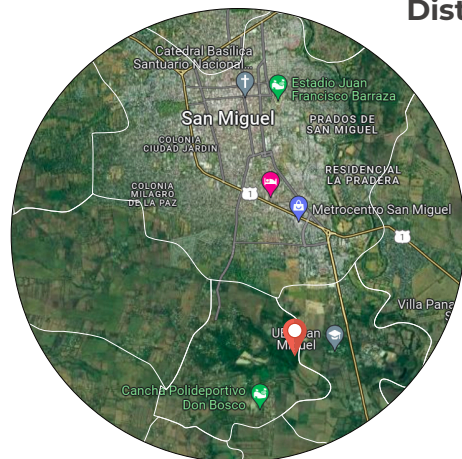 Dist
Catedral Basílica
Santuario Nacional...
Estadio Juan
Francisco Barraza
San Miguel
PRADOS DE
SAN MIGUEL
COLONIA
CIUDAD JARDIN
RESIDENCIAL
LA PRADERA
COLONIA
MILAGRO
DE LA PAZ
1
Metrocentro San Miguel
1
Villa Pana
Miguel
Cancha Polideportivo
Don Bosco